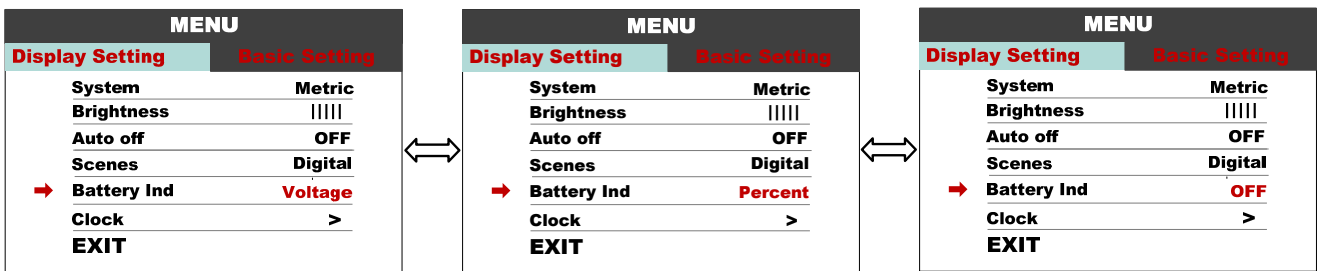 MENU
Display Setting Basic Setting
System Metric
Brightness |||||
Auto off OFF
Scenes Digital
Battery Ind Voltage
Clock >
EXIT
MENU
Display Setting Basic Setting
System Metric
Brightness |||||
Auto off OFF
Scenes Digital
Battery Ind Percent
Clock >
EXIT
MENU
Display Setting Basic Setting
System Metric
Brightness |||||
Auto off OFF
Scenes Digital
Battery Ind OFF
Clock >
EXIT